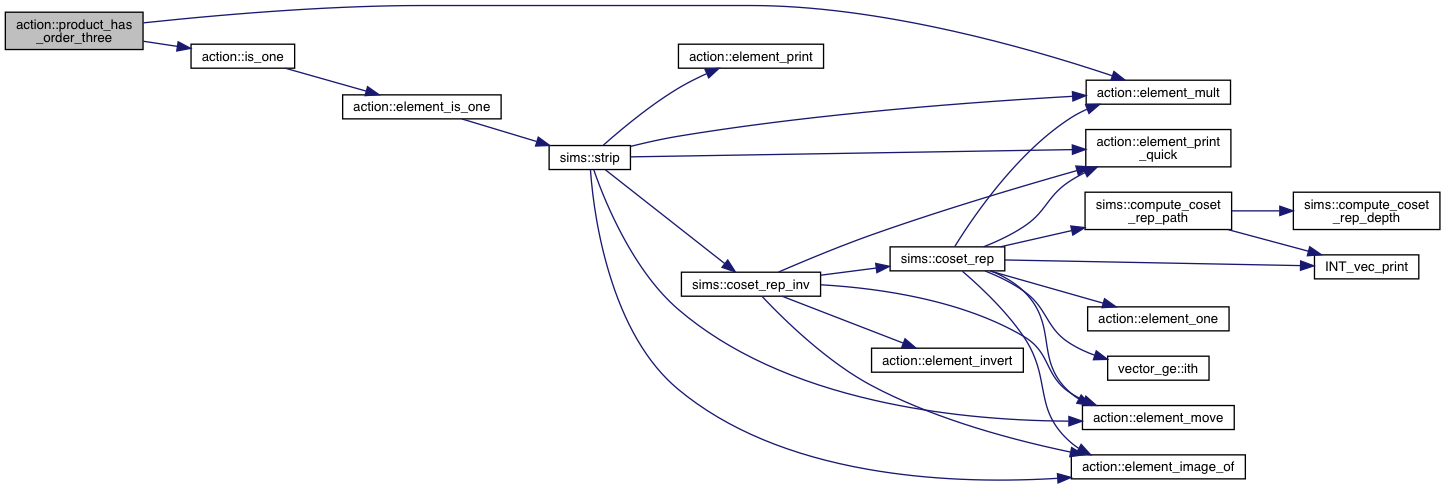 action::product_has
_order_three
action::is_one
action::element_is_one
sims::strip
action::element_print
sims::coset_rep_inv
sims::coset_rep
action::element_invert
action::element_mult
action::element_print
_quick
sims::compute_coset
_rep_path
sims::compute_coset
_rep_depth
INT_vec_print
action::element_one
vector_ge::ith
action::element_move
action::element_image_of